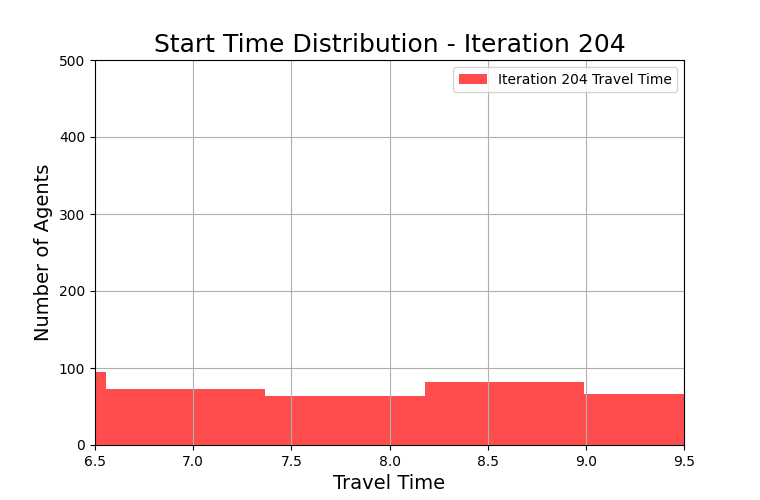 Start Time Distribution - Iteration 204
Iteration 204 Travel Time
Number of Agents
500
400
300
200
100
0
6.5 7.0 7.5 8.0 8.5 9.0 9.5
Travel Time